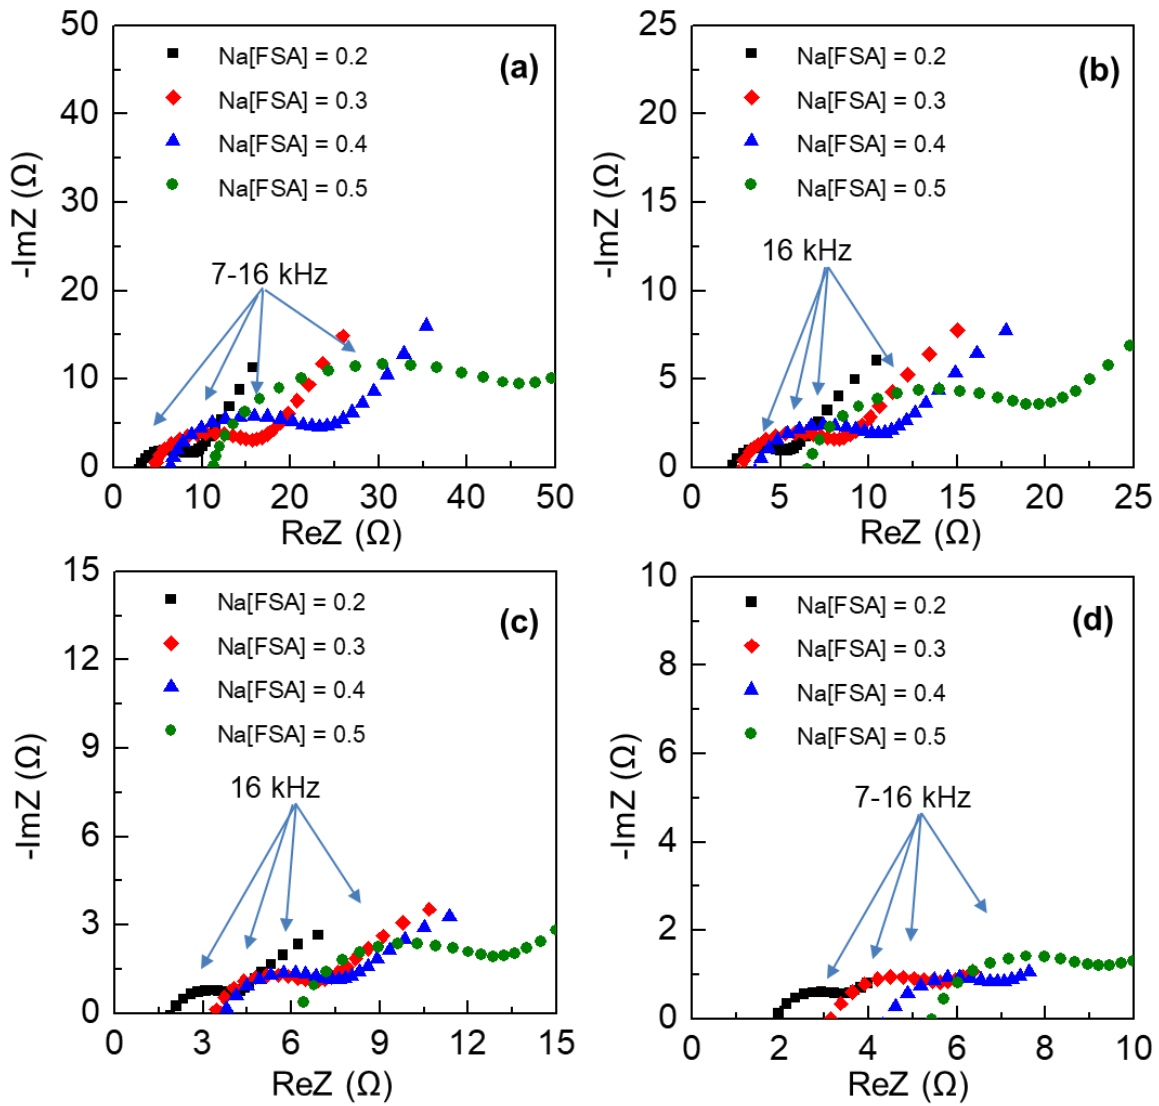 50
40
30
20
10
0
-ImZ (Ω)
Na[FSA] = 0.2
Na[FSA] = 0.3
Na[FSA] = 0.4
Na[FSA] = 0.5
(a)
7-16 kHz
0 10 20 30 40 50
ReZ (Ω)
25
20
15
10
5
0
-ImZ (Ω)
Na[FSA] = 0.2
Na[FSA] = 0.3
Na[FSA] = 0.4
Na[FSA] = 0.5
(b)
16 kHz
0 5 10 15 20 25
ReZ (Ω)
15
12
9
6
3
0
-ImZ (Ω)
Na[FSA] = 0.2
Na[FSA] = 0.3
Na[FSA] = 0.4
Na[FSA] = 0.5
(c)
16 kHz
0 3 6 9 12 15
ReZ (Ω)
10
8
6
4
2
0
-ImZ (Ω)
Na[FSA] = 0.2
Na[FSA] = 0.3
Na[FSA] = 0.4
Na[FSA] = 0.5
(d)
7-16 kHz
0 2 4 6 8 10
ReZ (Ω)